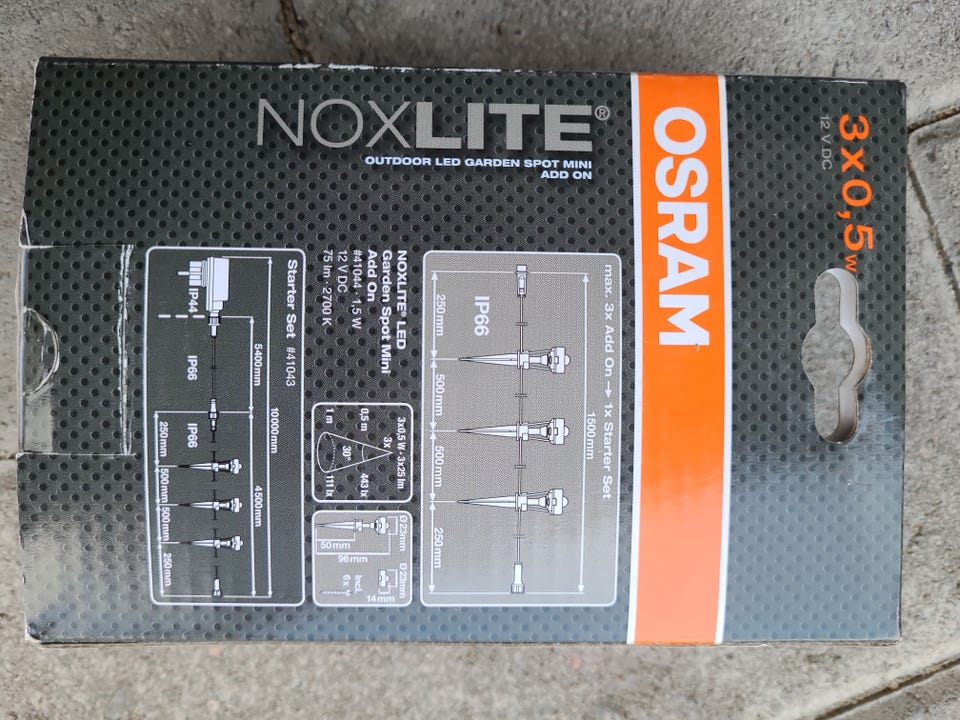 3x0,5W
12 V DC
OSRAM
NOXLITE®
OUTDOOR LED GARDEN SPOT MINI
ADD ON
max. 3x Add On → 1x Starter Set
IP66
250mm
500mm
500mm
250mm
1500mm
NOXLITE® LED
Garden Spot Mini
Add On
#41044 · 1,5 W
12 V DC
75 lm · 2700 K
3x0,5 W · 3x25 lm
3x
0,5 m
443 lx
30°
1 m
111 lx
Ø23mm
50mm
96mm
Ø23mm
14mm
Incl.
6x
Starter Set #41043
IP44
IP66
IP66
5400mm
10000mm
4500mm
250mm
500mm
500mm
250mm